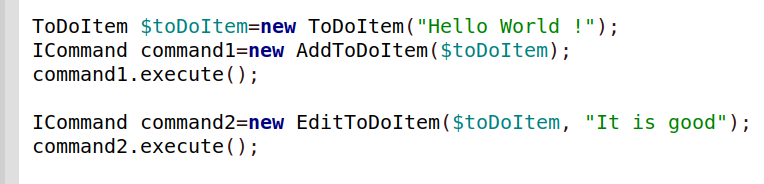 ToDoItem $toDoItem=new ToDoItem("Hello World !");
ICommand command1=new AddToDoItem($toDoItem);
command1.execute();
ICommand command2=new EditToDoItem($toDoItem, "It is good");
command2.execute();